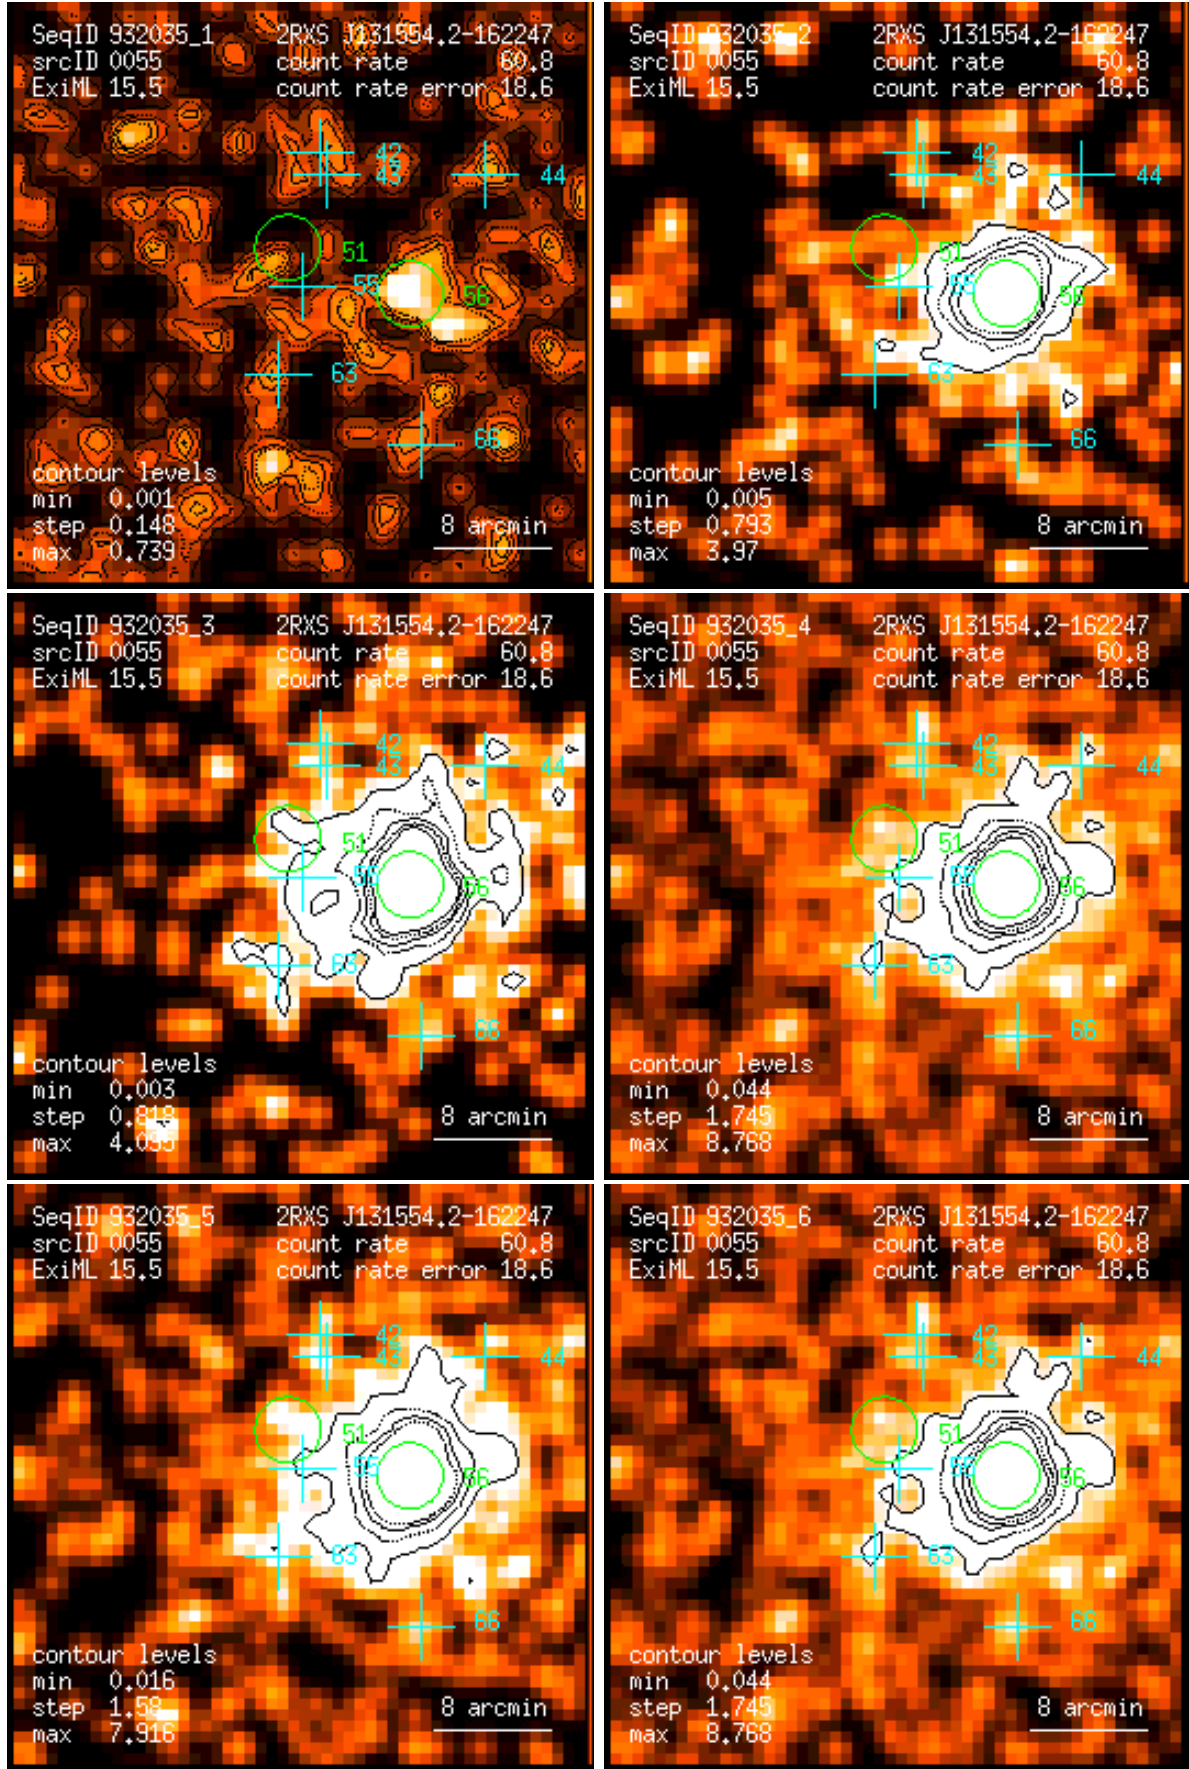 SeqID 932035_1 2RXS J131554.2-162247
srcID 0055 count rate 60.8
ExiML 15.5 count rate error 18.6
42
43 44
51
55 56
63
66
contour levels
min 0.001
step 0.148 8 arcmin
max 0.739
SeqID 932035_2 2RXS J131554.2-162247
srcID 0055 count rate 60.8
ExiML 15.5 count rate error 18.6
42
43 44
51
55 56
63
66
contour levels
min 0.005
step 0.793 8 arcmin
max 3.97
SeqID 932035_3 2RXS J131554.2-162247
srcID 0055 count rate 60.8
ExiML 15.5 count rate error 18.6
42
43 44
51
55 56
63
66
contour levels
min 0.003
step 0.818 8 arcmin
max
SeqID 932035_4 2RXS J131554.2-162247
srcID 0055 count rate 60.8
ExiML 15.5 count rate error 18.6
42
43 44
51
55 56
63
66
contour levels
min 0.044
step 1.745 8 arcmin
max 8.768
SeqID 932035_5 2RXS J131554.2-162247
srcID 0055 count rate 60.8
ExiML 15.5 count rate error 18.6
42
43 44
51
55 56
63
66
contour levels
min 0.016
step 1.58 8 arcmin
max 7.916
SeqID 932035_6 2RXS J131554.2-162247
srcID 0055 count rate 60.8
ExiML 15.5 count rate error 18.6
42
43 44
51
55 56
63
66
contour levels
min 0.044
step 1.745 8 arcmin
max 8.768